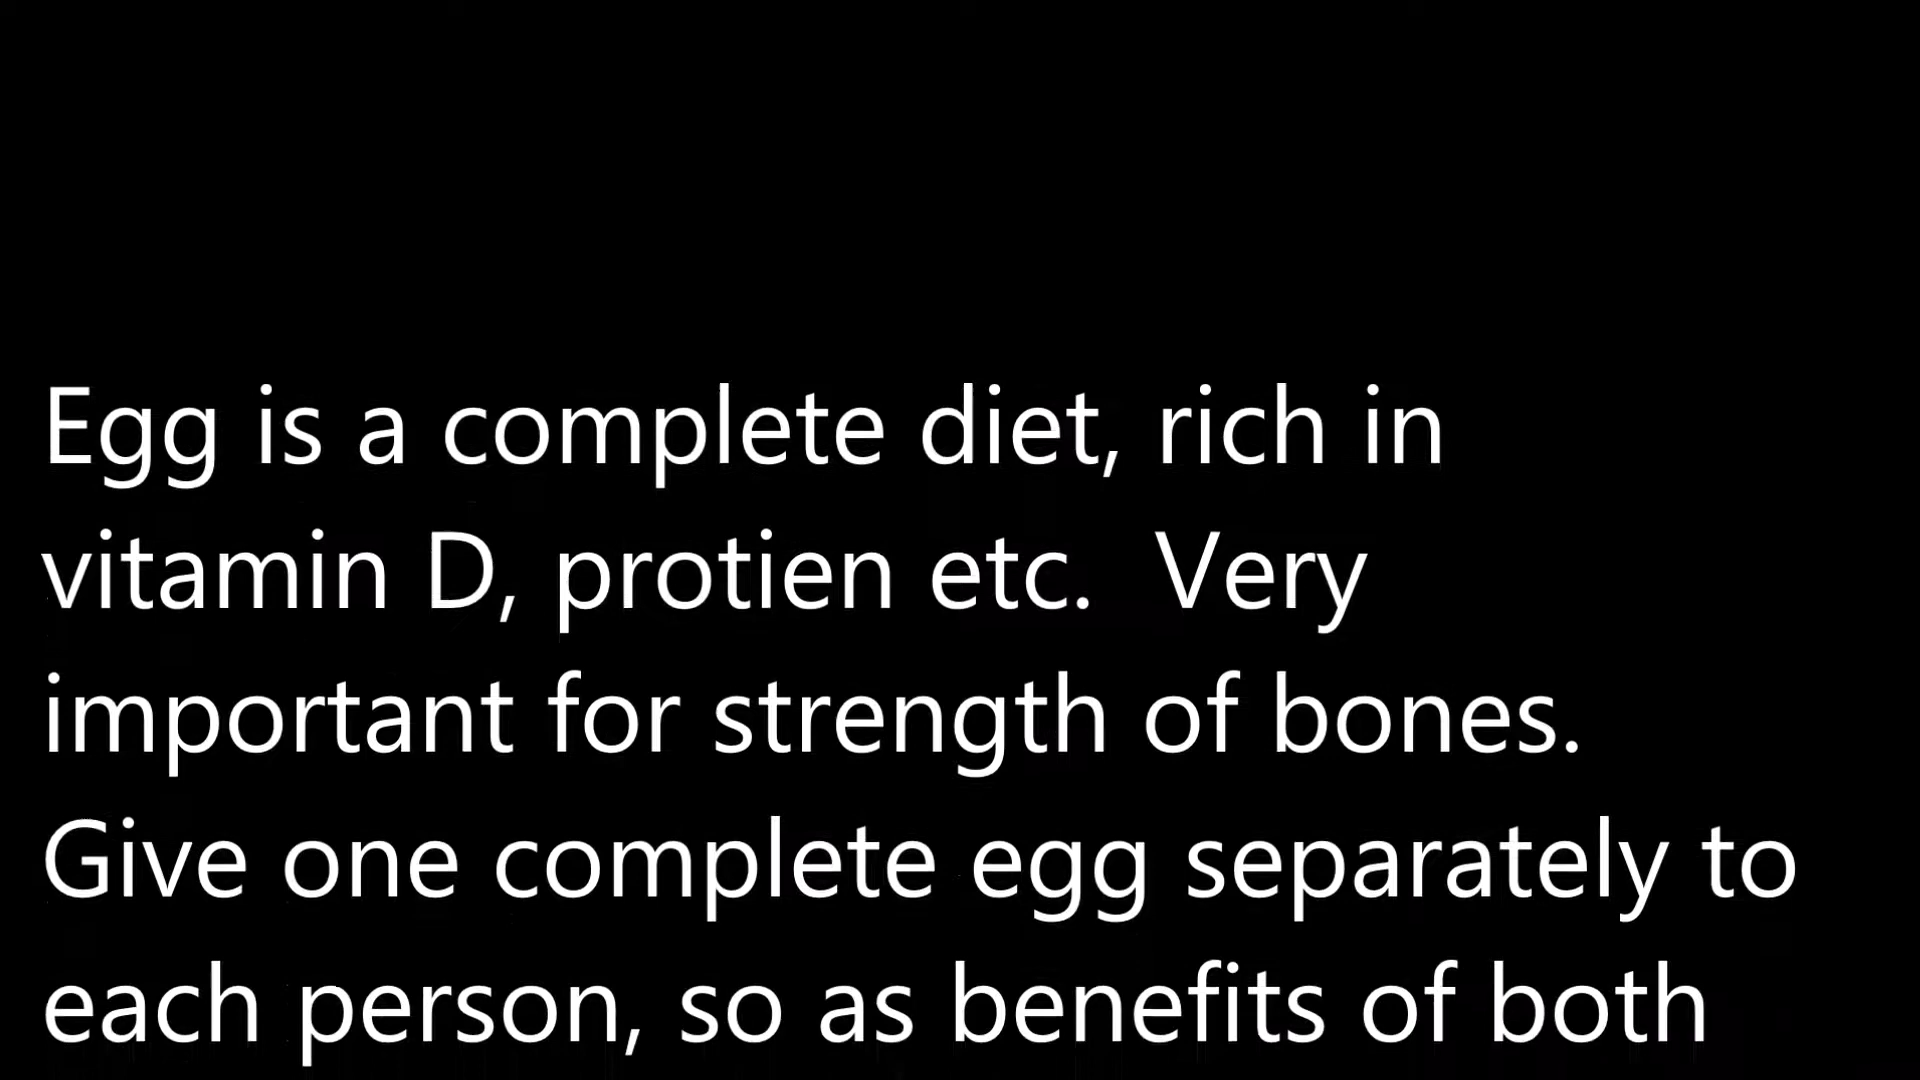 Egg is a complete diet, rich in
vitamin D, protien etc.  Very
important for strength of bones.
Give one complete egg separately to
each person, so as benefits of both